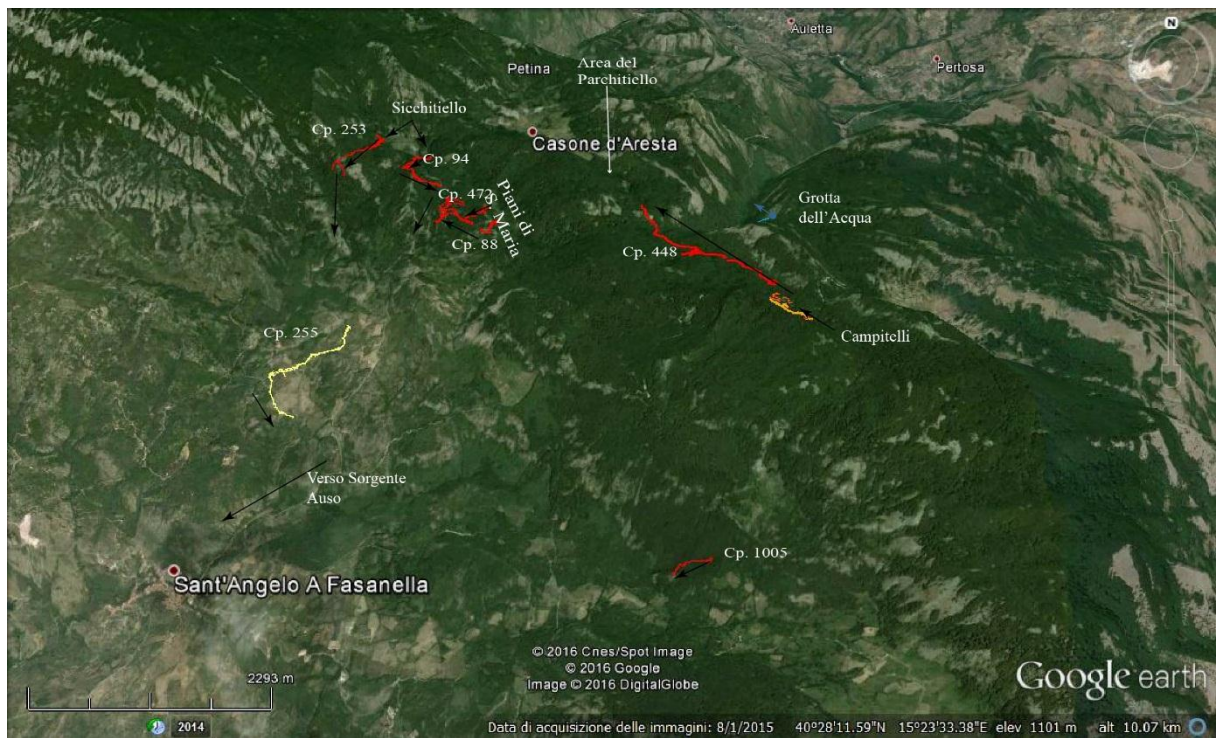 Auletta
Petina
Area del
Parchitiello
Pertosa
N
Sicchitiello
Cp. 253
Casone d'Aresta
Cp. 94
Cp. 472
Piani di
S. Maria
Grotta
dell'Acqua
Cp. 88
Cp. 448
Cp. 255
Campitelli
Verso Sorgente
Auso
Cp. 1005
Sant'Angelo A Fasanella
© 2016 Cnes/Spot Image
© 2016 Google
Image © 2016 DigitalGlobe
2293 m
Google earth
2014
Data di acquisizione delle immagini: 8/1/2015 40°28'11.59"N 15°23'33.38"E elev 1101 m alt 10.07 km